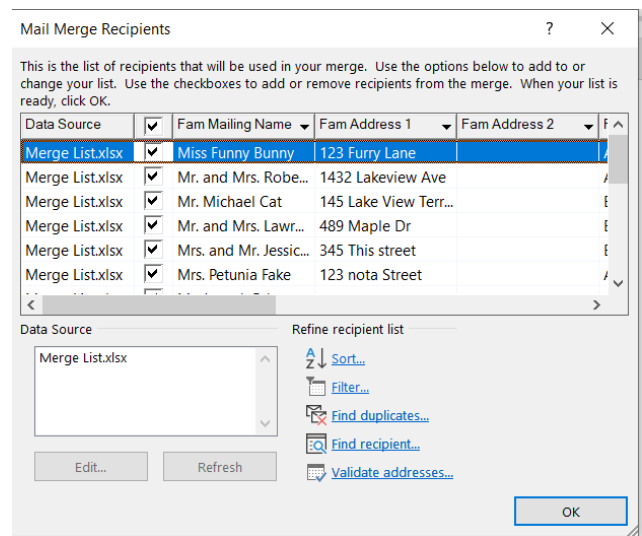 Mail Merge Recipients ? ×
This is the list of recipients that will be used in your merge. Use the options below to add to or
change your list. Use the checkboxes to add or remove recipients from the merge. When your list is
ready, click OK.
Data Source Fam Mailing Name Fam Address 1 Fam Address 2
Merge List.xlsx Miss Funny Bunny 123 Furry Lane
Merge List.xlsx Mr. and Mrs. Robe... 1432 Lakeview Ave
Merge List.xlsx Mr. Michael Cat 145 Lake View Terr...
Merge List.xlsx Mr. and Mrs. Lawr... 489 Maple Dr
Merge List.xlsx Mrs. and Mr. Jessic... 345 This street
Merge List.xlsx Mrs. Petunia Fake 123 nota Street
Data Source
Merge List.xlsx
Edit... Refresh
Refine recipient list
Sort...
Filter...
Find duplicates...
Find recipient...
Validate addresses...
OK